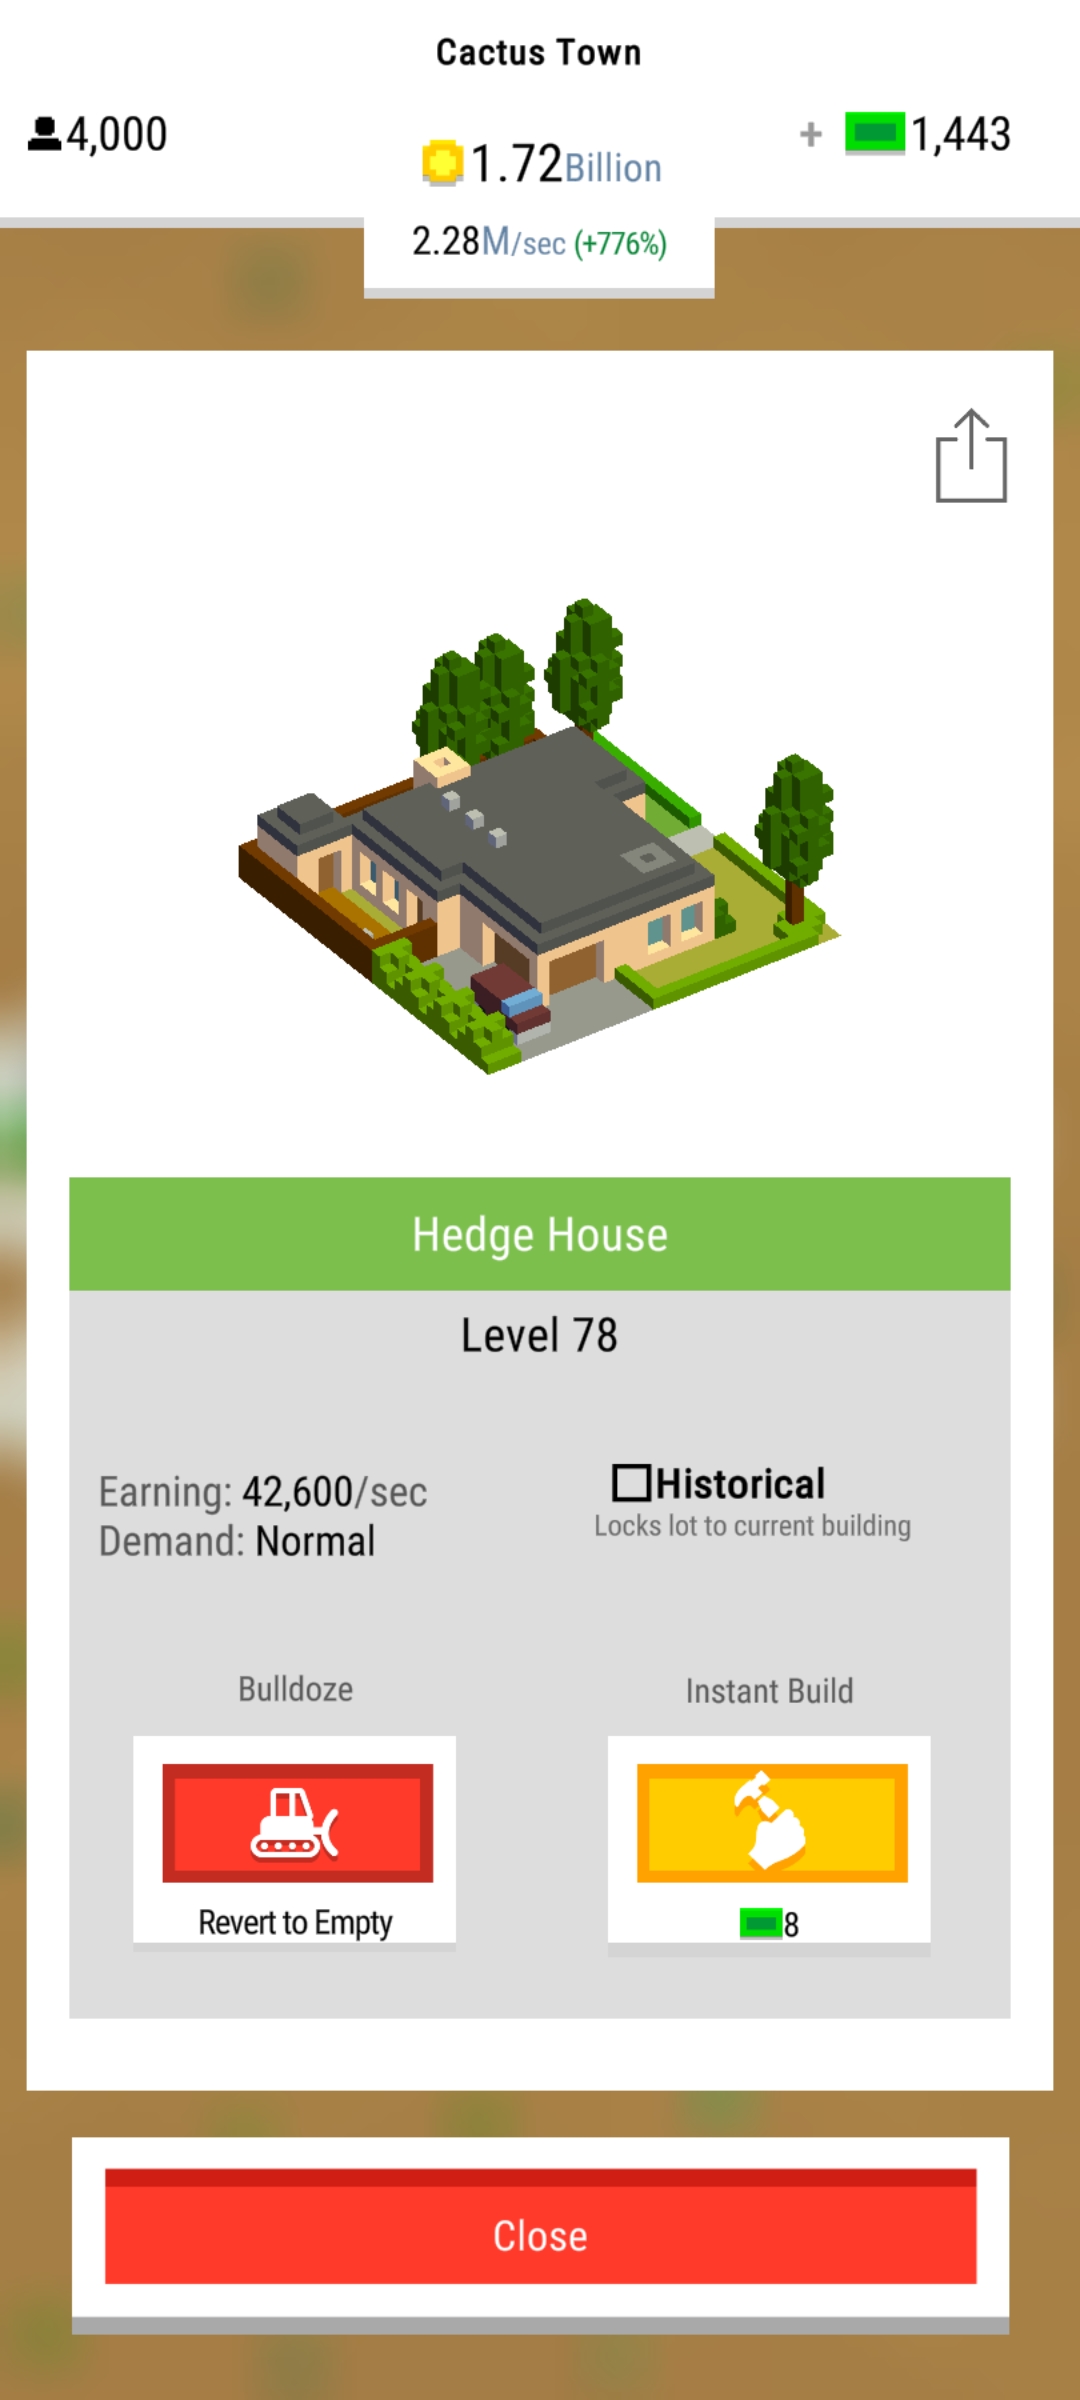 Cactus Town
4,000
1.72Billion
+ 1,443
2.28M/sec (+776%)
Hedge House
Level 78
Earning: 42,600/sec
Demand: Normal
Historical
Locks lot to current building
Bulldoze
Instant Build
Revert to Empty
8
Close